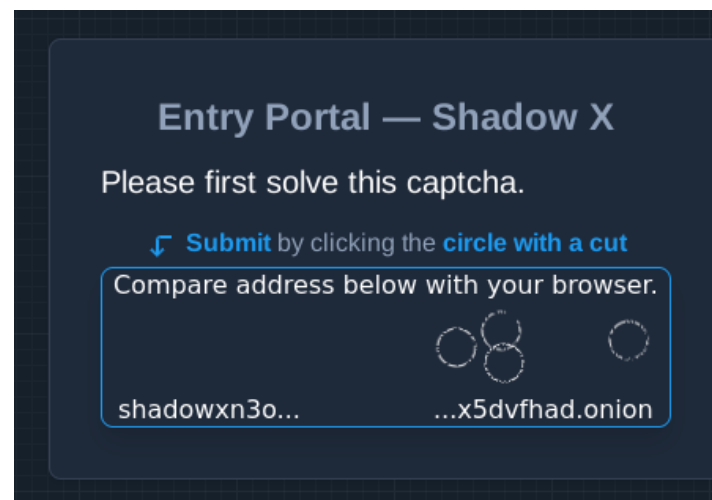 Entry Portal — Shadow X
Please first solve this captcha.
Submit by clicking the circle with a cut
Compare address below with your browser.
shadowxn3o... ...x5dvfhad.onion